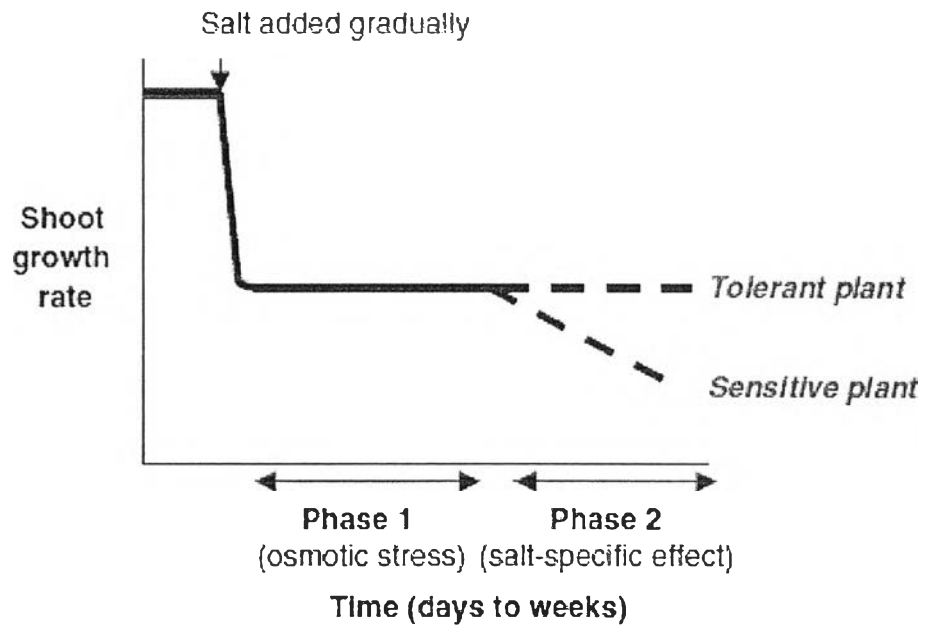 Salt added gradually
Shoot
growth
rate
Tolerant plant
Sensitive plant
Phase 1
Phase 2
(osmotic stress)
(salt-specific effect)
Time (days to weeks)